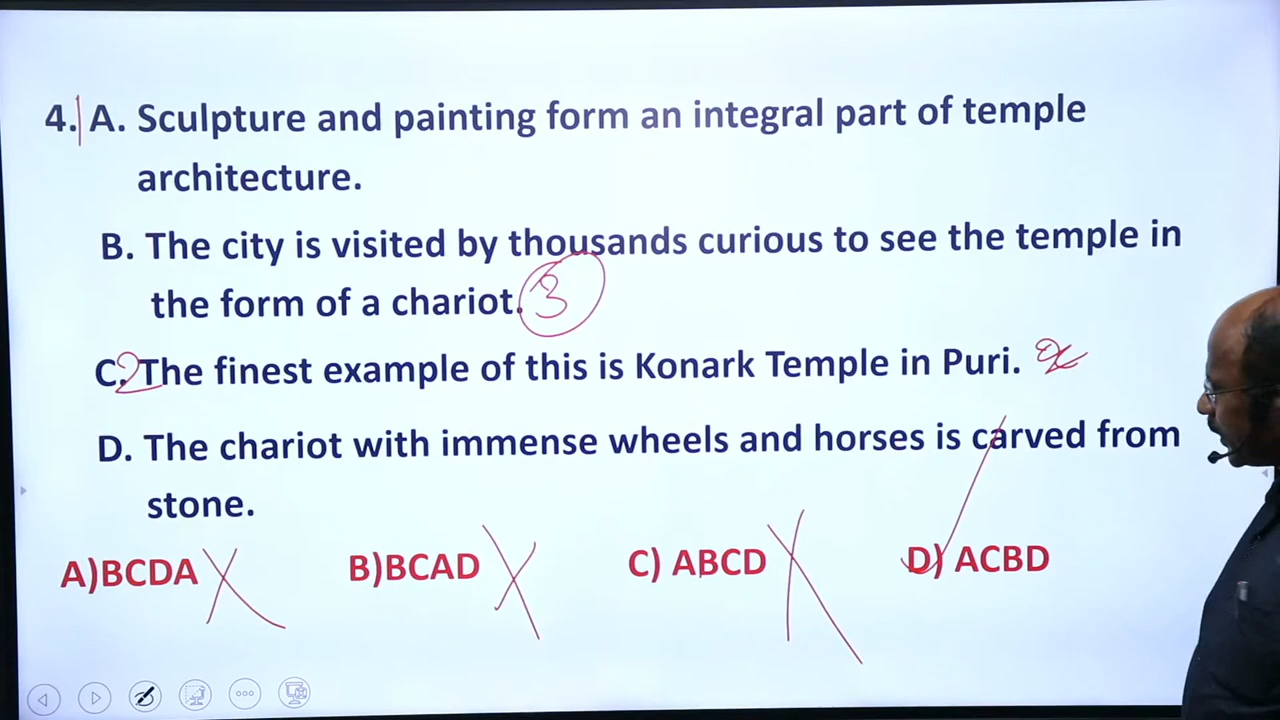 4. A. Sculpture and painting form an integral part of temple
architecture.
B. The city is visited by thousands curious to see the temple in
the form of a chariot. 3
C. 2 The finest example of this is Konark Temple in Puri.
D. The chariot with immense wheels and horses is carved from
stone.
A)BCDA B)BCAD C) ABCD D) ACBD